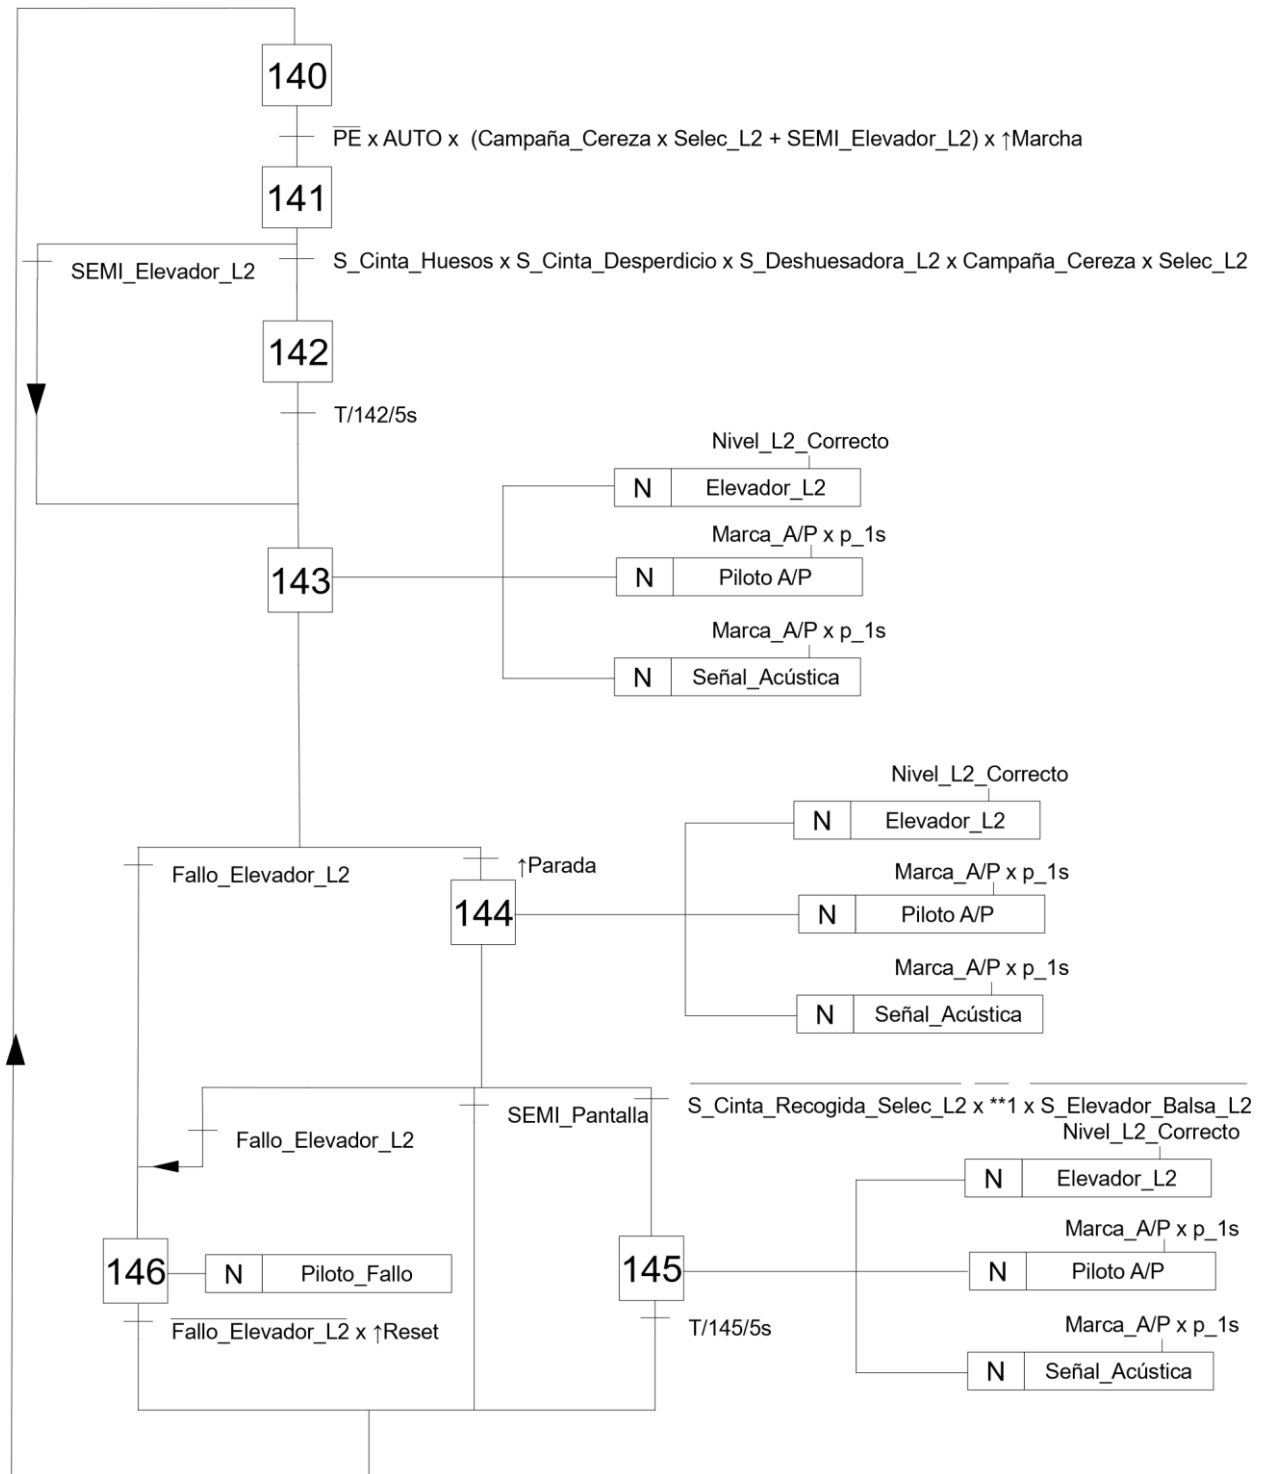 140
PE x AUTO x (Campaña_Cereza x Selec_L2 + SEMI_Elevador_L2) x ↑Marcha
141
SEMI_Elevador_L2
S_Cinta_Huesos x S_Cinta_Desperdicio x S_Deshuesadora_L2 x Campaña_Cereza x Selec_L2
142
T/142/5s
Nivel_L2_Correcto
N Elevador_L2
Marca_A/P x p_1s
143
N Piloto A/P
Marca_A/P x p_1s
N Señal_Acústica
Nivel_L2_Correcto
N Elevador_L2
Fallo_Elevador_L2
↑Parada
Marca_A/P x p_1s
144
N Piloto A/P
Marca_A/P x p_1s
N Señal_Acústica
SEMI_Pantalla
S_Cinta_Recogida_Selec_L2 x **1 x S_Elevador_Balsa_L2
Fallo_Elevador_L2
Nivel_L2_Correcto
N Elevador_L2
Marca_A/P x p_1s
146
N Piloto_Fallo
145
N Piloto A/P
Fallo_Elevador_L2 x ↑Reset
T/145/5s
Marca_A/P x p_1s
N Señal_Acústica